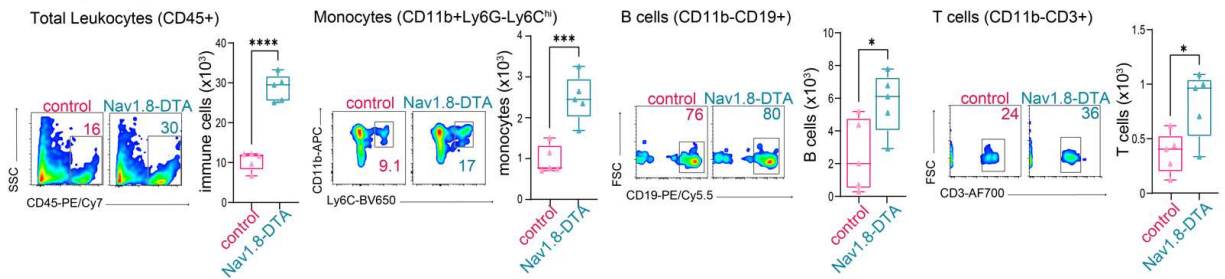 Total Leukocytes (CD45+)
control
Nav1.8-DTA
16
30
SSC
CD45-PE/Cy7
immune cells (x10³)
40
30
20
10
0
****
control
Nav1.8-DTA
Monocytes (CD11b+Ly6G-Ly6Cʰⁱ)
control
Nav1.8-DTA
9.1
17
CD11b-APC
Ly6C-BV650
monocytes (x10³)
4
3
2
1
0
***
control
Nav1.8-DTA
B cells (CD11b-CD19+)
control
Nav1.8-DTA
76
80
FSC
CD19-PE/Cy5.5
B cells (x10³)
10
8
6
4
2
0
*
control
Nav1.8-DTA
T cells (CD11b-CD3+)
control
Nav1.8-DTA
24
36
FSC
CD3-AF700
T cells (x10³)
1.5
1.0
0.5
0
*
control
Nav1.8-DTA